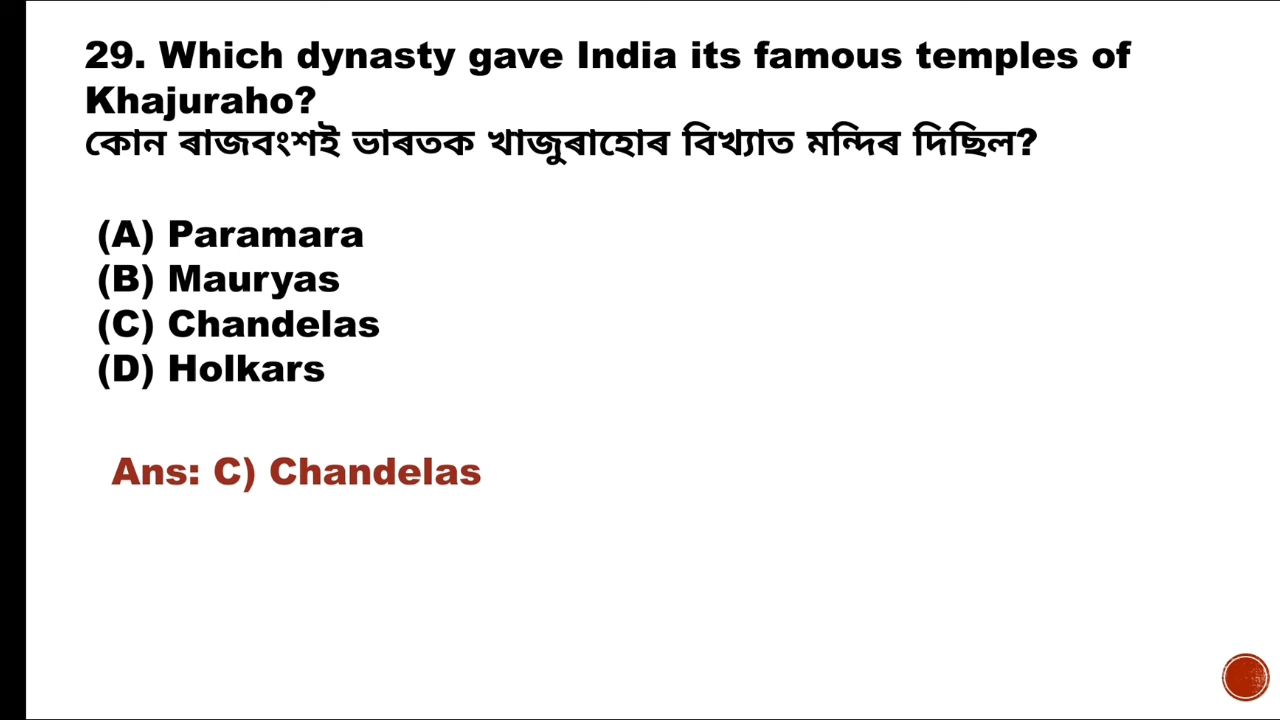 29. Which dynasty gave India its famous temples of
Khajuraho?
কোন ৰাজবংশই ভাৰতক খাজুৰাহোৰ বিখ্যাত মন্দিৰ দিছিল?
(A) Paramara
(B) Mauryas
(C) Chandelas
(D) Holkars
Ans: C) Chandelas